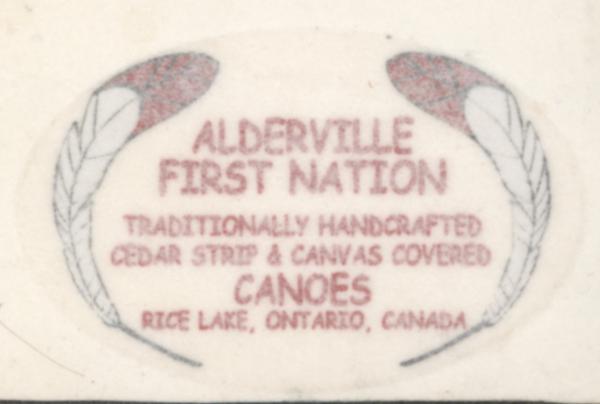 ALDERVILLE
FIRST NATION
TRADITIONALLY HANDCRAFTED
CEDAR STRIP & CANVAS COVERED
CANOES
RICE LAKE, ONTARIO, CANADA